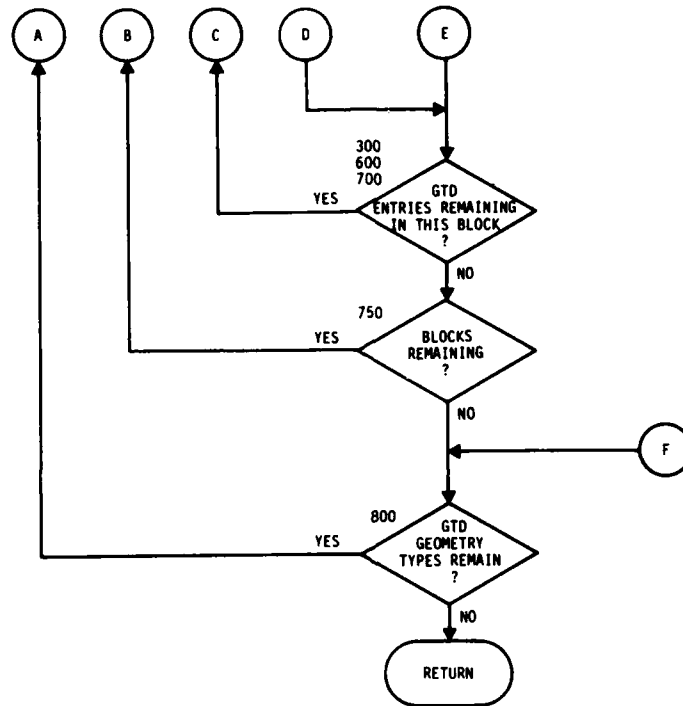 A
B
C
D
E
300
600
700
YES
GTD
ENTRIES REMAINING
IN THIS BLOCK
?
NO
750
YES
BLOCKS
REMAINING
?
NO
F
800
YES
GTD
GEOMETRY
TYPES REMAIN
?
NO
RETURN